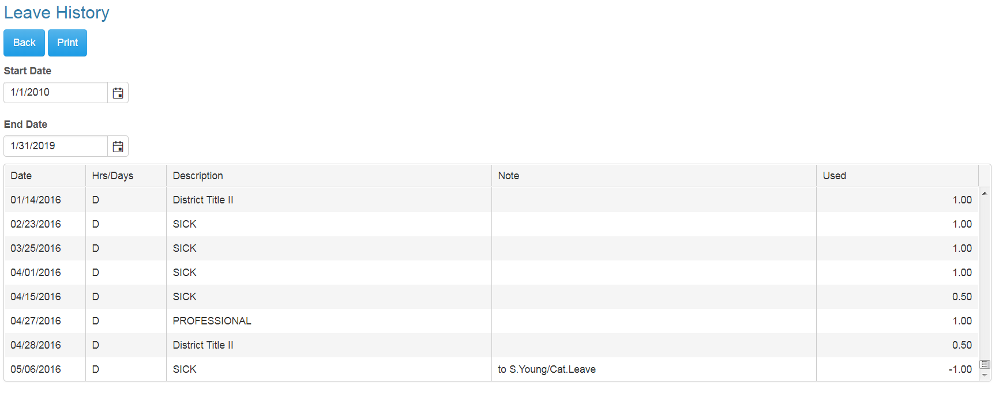 Leave History
Back Print
Start Date
1/1/2010
End Date
1/31/2019
Date Hrs/Days Description Note Used
01/14/2016 D District Title II 1.00
02/23/2016 D SICK 1.00
03/25/2016 D SICK 1.00
04/01/2016 D SICK 1.00
04/15/2016 D SICK 0.50
04/27/2016 D PROFESSIONAL 1.00
04/28/2016 D District Title II 0.50
05/06/2016 D SICK to S.Young/Cat.Leave -1.00